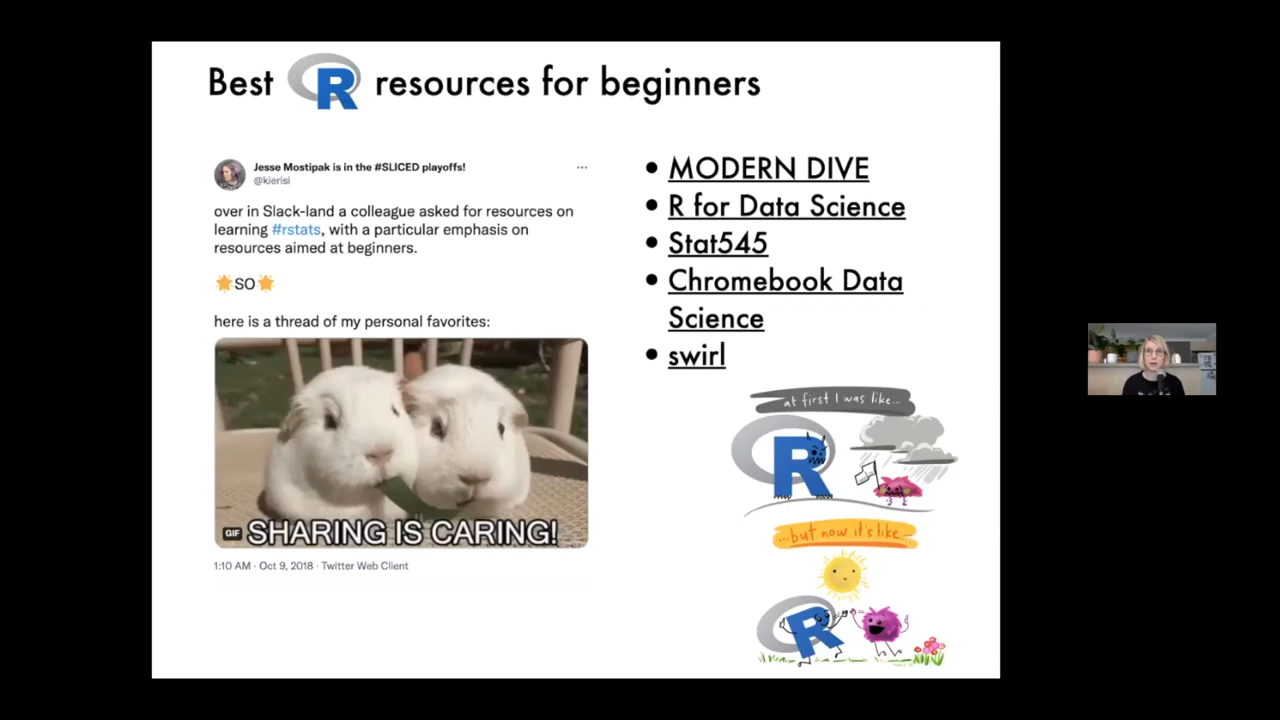 Best R resources for beginners
Jesse Mostipak is in the #SLICED playoffs!
@kierisi
over in Slack-land a colleague asked for resources on
learning #rstats, with a particular emphasis on
resources aimed at beginners.
🌟SO🌟
here is a thread of my personal favorites:
GIF SHARING IS CARING!
1:10 AM · Oct 9, 2018 · Twitter Web Client
• MODERN DIVE
• R for Data Science
• Stat545
• Chromebook Data
Science
• swirl
at first I was like...
R
...but now it's like...
R